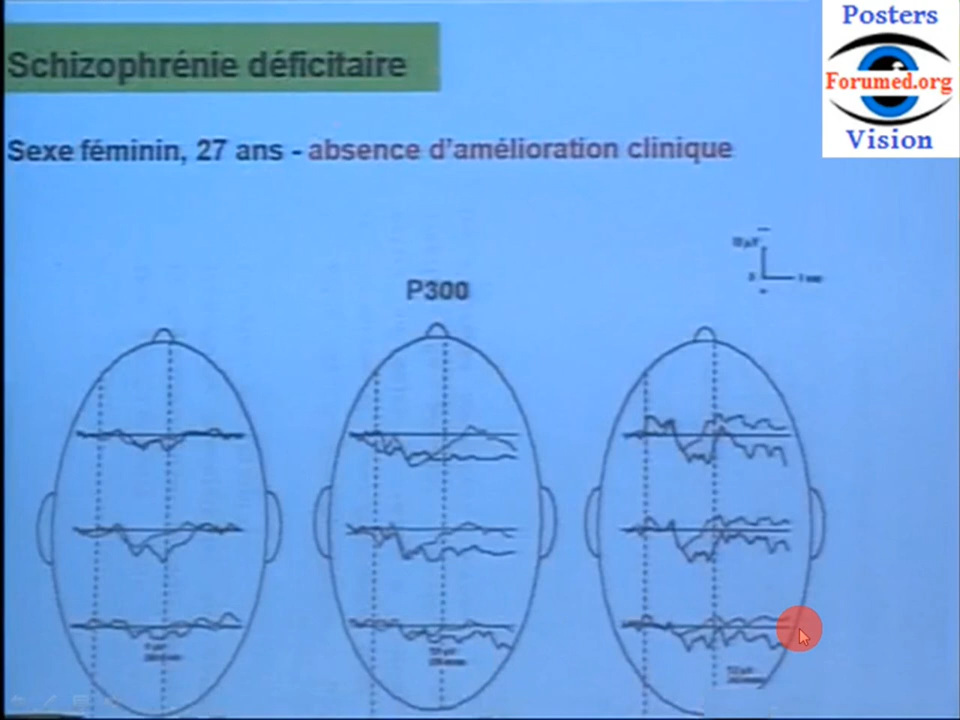 Posters
Forumed.org
Vision
Schizophrénie déficitaire
Sexe féminin, 27 ans - absence d'amélioration clinique
P300